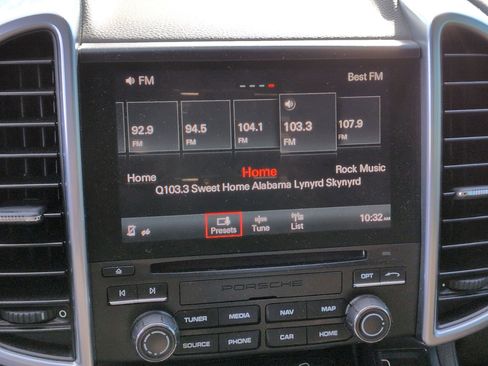 FM
Best FM
92.9 94.5 104.1 103.3 107.9
FM FM FM FM FM
Home Home Rock Music
Q103.3 Sweet Home Alabama Lynyrd Skynyrd
Presets Tune List 10:32 AM
OPT
PORSCHE
TUNER MEDIA NAV MAP
SOURCE PHONE CAR HOME